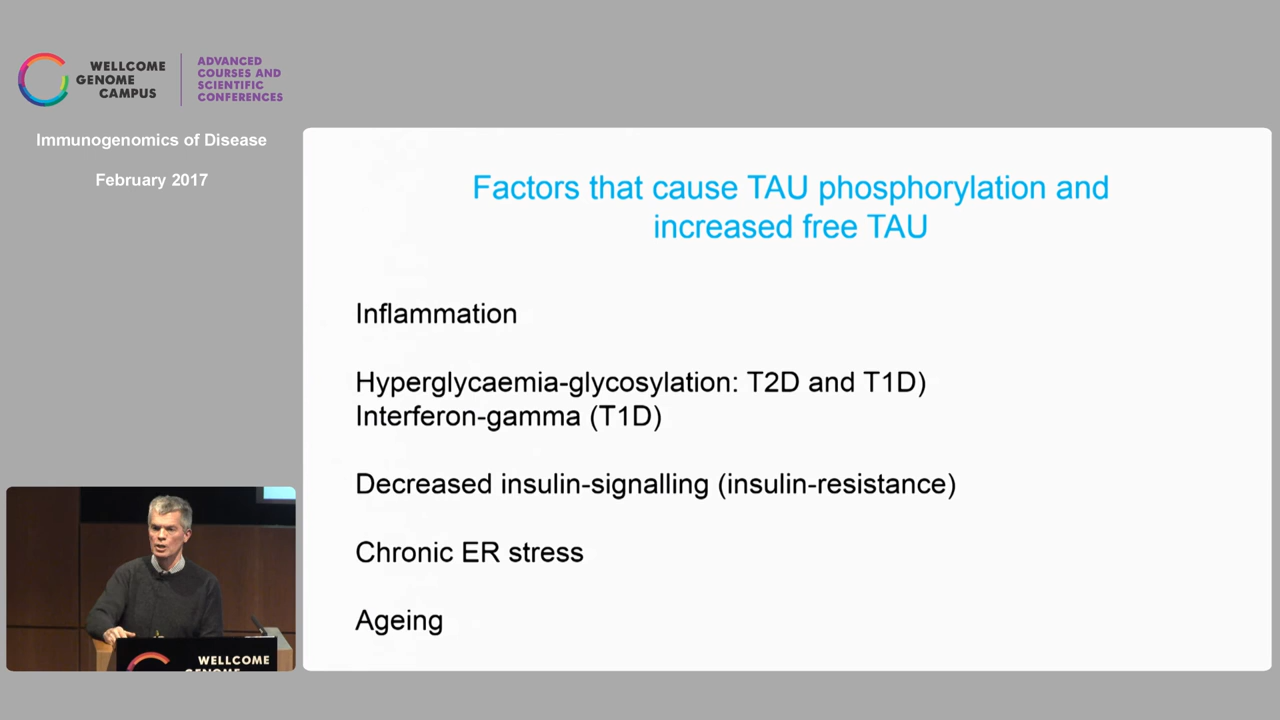 WELLCOME
GENOME
CAMPUS
ADVANCED
COURSES AND
SCIENTIFIC
CONFERENCES
Immunogenomics of Disease
February 2017
Factors that cause TAU phosphorylation and
increased free TAU
Inflammation
Hyperglycaemia-glycosylation: T2D and T1D)
Interferon-gamma (T1D)
Decreased insulin-signalling (insulin-resistance)
Chronic ER stress
Ageing
WELLCOME
GENOME